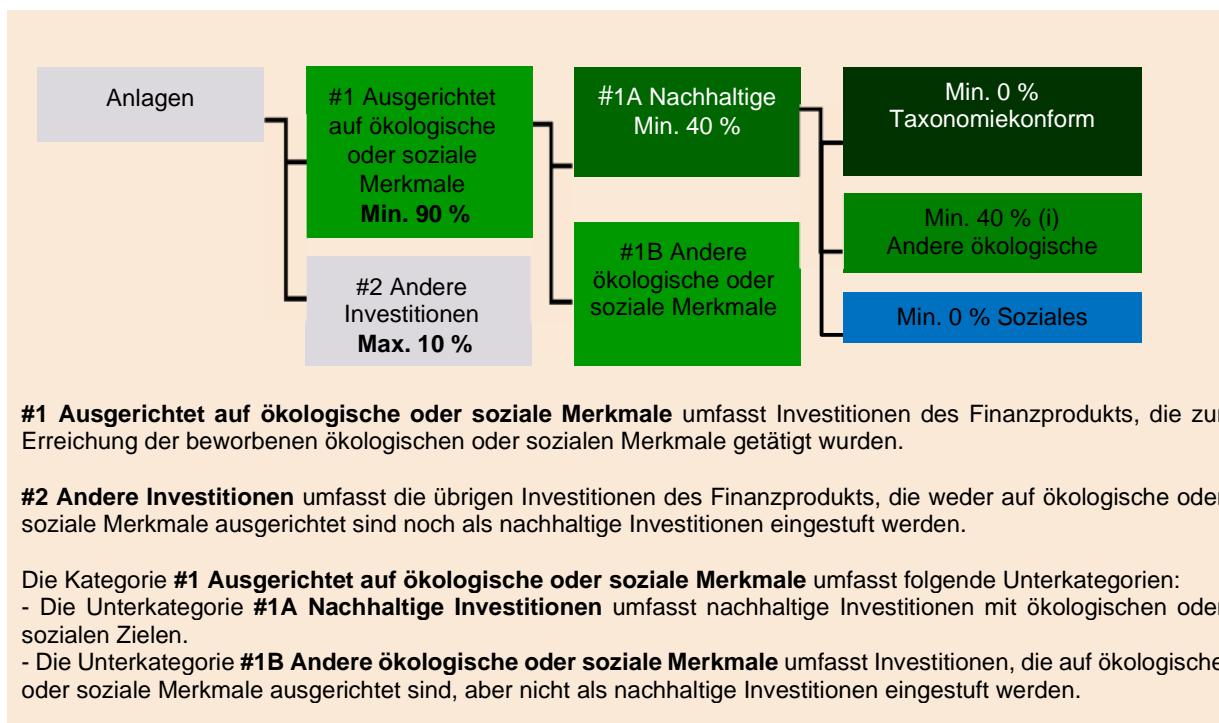 Anlagen
#1 Ausgerichtet
auf ökologische
oder soziale
Merkmale
Min. 90 %
#2 Andere
Investitionen
Max. 10 %
#1A Nachhaltige
Min. 40 %
#1B Andere
ökologische oder
soziale Merkmale
Min. 0 %
Taxonomiekonform
Min. 40 % (i)
Andere ökologische
Min. 0 % Soziales
#1 Ausgerichtet auf ökologische oder soziale Merkmale umfasst Investitionen des Finanzprodukts, die zur
Erreichung der beworbenen ökologischen oder sozialen Merkmale getätigt wurden.
#2 Andere Investitionen umfasst die übrigen Investitionen des Finanzprodukts, die weder auf ökologische oder
soziale Merkmale ausgerichtet sind noch als nachhaltige Investitionen eingestuft werden.
Die Kategorie #1 Ausgerichtet auf ökologische oder soziale Merkmale umfasst folgende Unterkategorien:
- Die Unterkategorie #1A Nachhaltige Investitionen umfasst nachhaltige Investitionen mit ökologischen oder
sozialen Zielen.
- Die Unterkategorie #1B Andere ökologische oder soziale Merkmale umfasst Investitionen, die auf ökologische
oder soziale Merkmale ausgerichtet sind, aber nicht als nachhaltige Investitionen eingestuft werden.